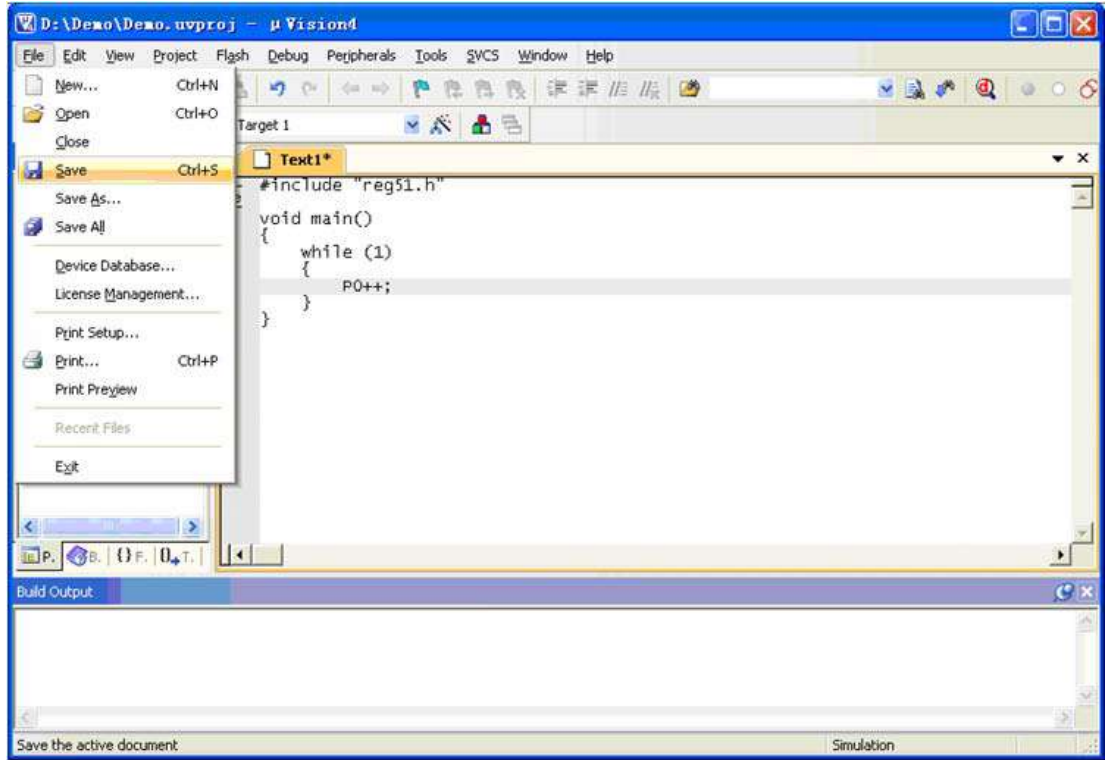 D:\Demo\Demo.uvproj - µVision4
File Edit View Project Flash Debug Peripherals Tools SVCS Window Help
New... Ctrl+N
Open Ctrl+O
Close
Save Ctrl+S
Save As...
Save All
Device Database...
License Management...
Print Setup...
Print... Ctrl+P
Print Preview
Recent Files
Exit
Target 1
Text1*
#include "reg51.h"
void main()
{
while (1)
{
P0++;
}
}
P. B. {} F. 0 T.
Build Output
Save the active document Simulation